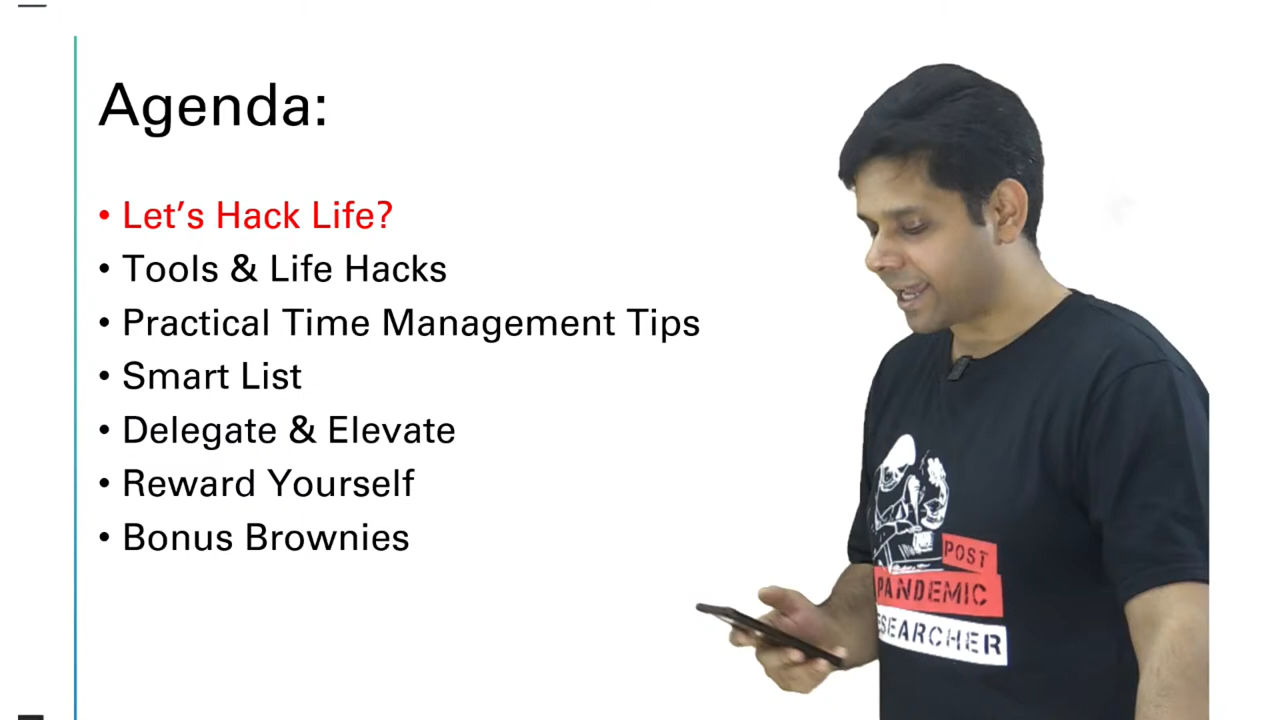 Agenda:
• Let's Hack Life?
• Tools & Life Hacks
• Practical Time Management Tips
• Smart List
• Delegate & Elevate
• Reward Yourself
• Bonus Brownies
POST
PANDEMIC